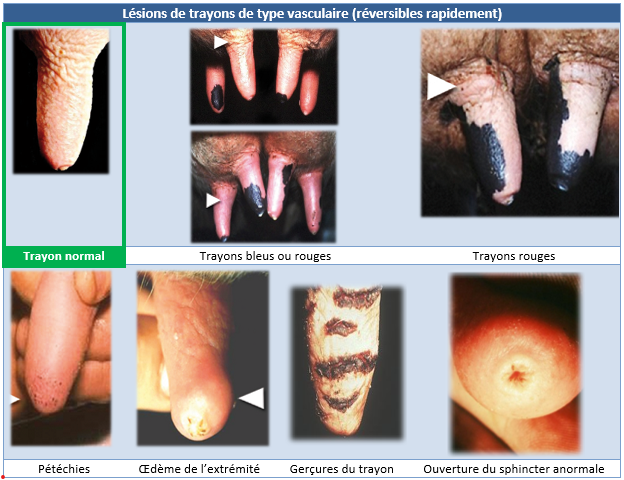 Lésions de trayons de type vasculaire (réversibles rapidement)
Trayon normal
Trayons bleus ou rouges
Trayons rouges
Pétéchies
Œdème de l'extrémité
Gerçures du trayon
Ouverture du sphincter anormale